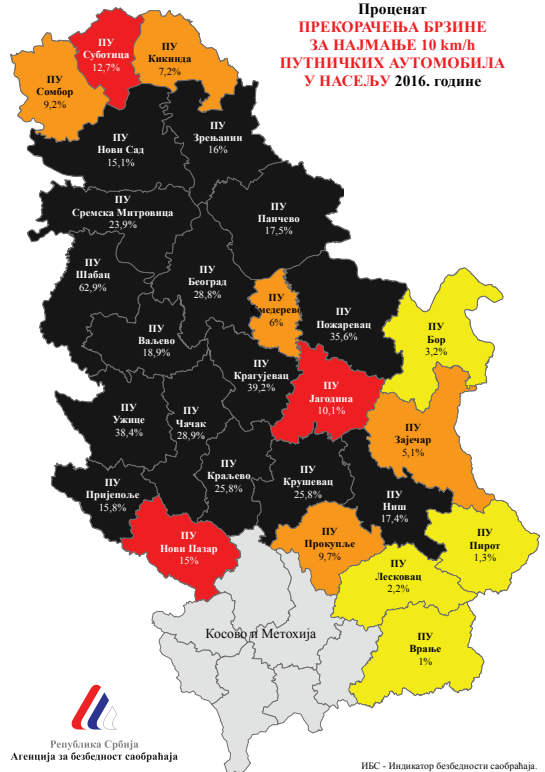 Проценат
ПРЕКОРАЧЕЊА БРЗИНЕ
ЗА НАЈМАЊЕ 10 km/h
ПУТНИЧКИХ АУТОМОБИЛА
У НАСЕЉУ 2016. године
ПУ
Суботица
12,7%
ПУ
Кикинда
7,2%
ПУ
Сомбор
9,2%
ПУ
Нови Сад
15,1%
ПУ
Зрењанин
16%
ПУ
Сремска Митровица
23,9%
ПУ
Панчево
17,5%
ПУ
Шабац
62,9%
ПУ
Београд
28,8%
ПУ
Смедерево
6%
ПУ
Пожаревац
35,6%
ПУ
Бор
3,2%
ПУ
Ваљево
18,9%
ПУ
Крагујевац
39,2%
ПУ
Јагодина
10,1%
ПУ
Ужице
38,4%
ПУ
Чачак
28,9%
ПУ
Зајечар
5,1%
ПУ
Краљево
25,8%
ПУ
Крушевац
25,8%
ПУ
Пријепоље
15,8%
ПУ
Ниш
17,4%
ПУ
Нови Пазар
15%
ПУ
Прокупље
9,7%
ПУ
Пирот
1,3%
ПУ
Лесковац
2,2%
Косово и Метохија
ПУ
Врање
1%
Република Србија
Агенција за безбедност саобраћаја
ИБС - Индикатор безбедности саобраћаја.